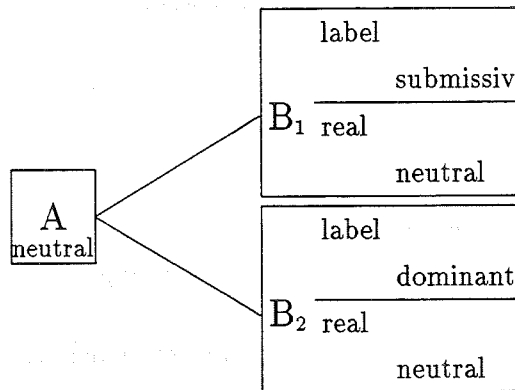 label
submissiv
B₁ real
neutral
A
neutral
label
dominant
B₂ real
neutral